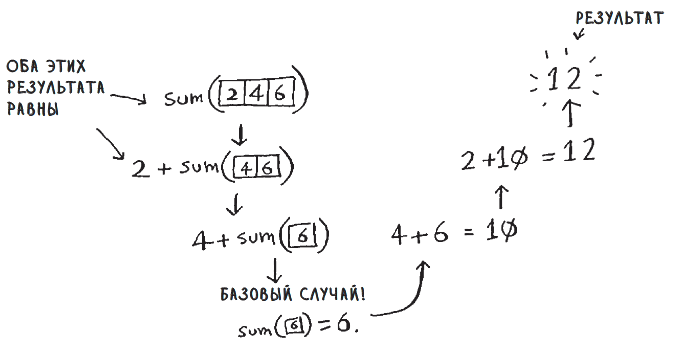 РЕЗУЛЬТАТ
12
ОБА ЭТИХ
РЕЗУЛЬТАТА
РАВНЫ
sum([2|4|6])
2 + sum([4|6])
4 + sum([6])
БАЗОВЫЙ СЛУЧАЙ!
sum([6]) = 6.
4 + 6 = 10
2 + 10 = 12